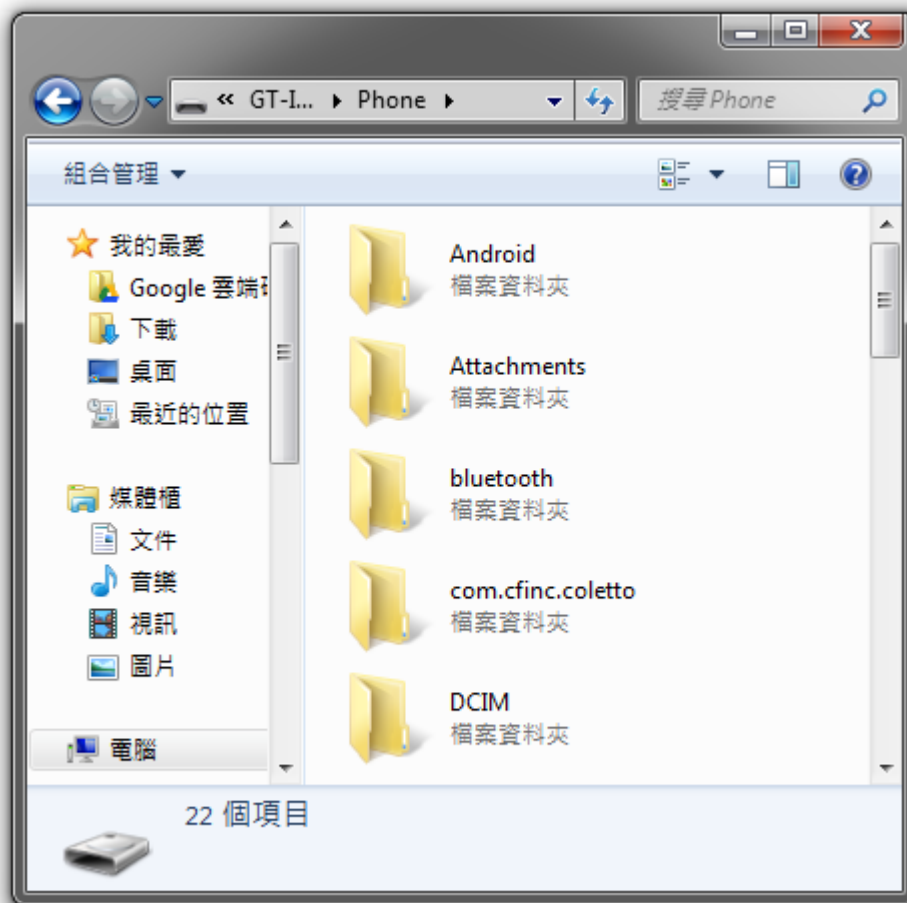 « GT-I... ▸ Phone ▸
搜尋 Phone
組合管理
我的最愛
Google 雲端
下載
桌面
最近的位置
媒體櫃
文件
音樂
視訊
圖片
電腦
Android
檔案資料夾
Attachments
檔案資料夾
bluetooth
檔案資料夾
com.cfinc.coletto
檔案資料夾
DCIM
檔案資料夾
22 個項目